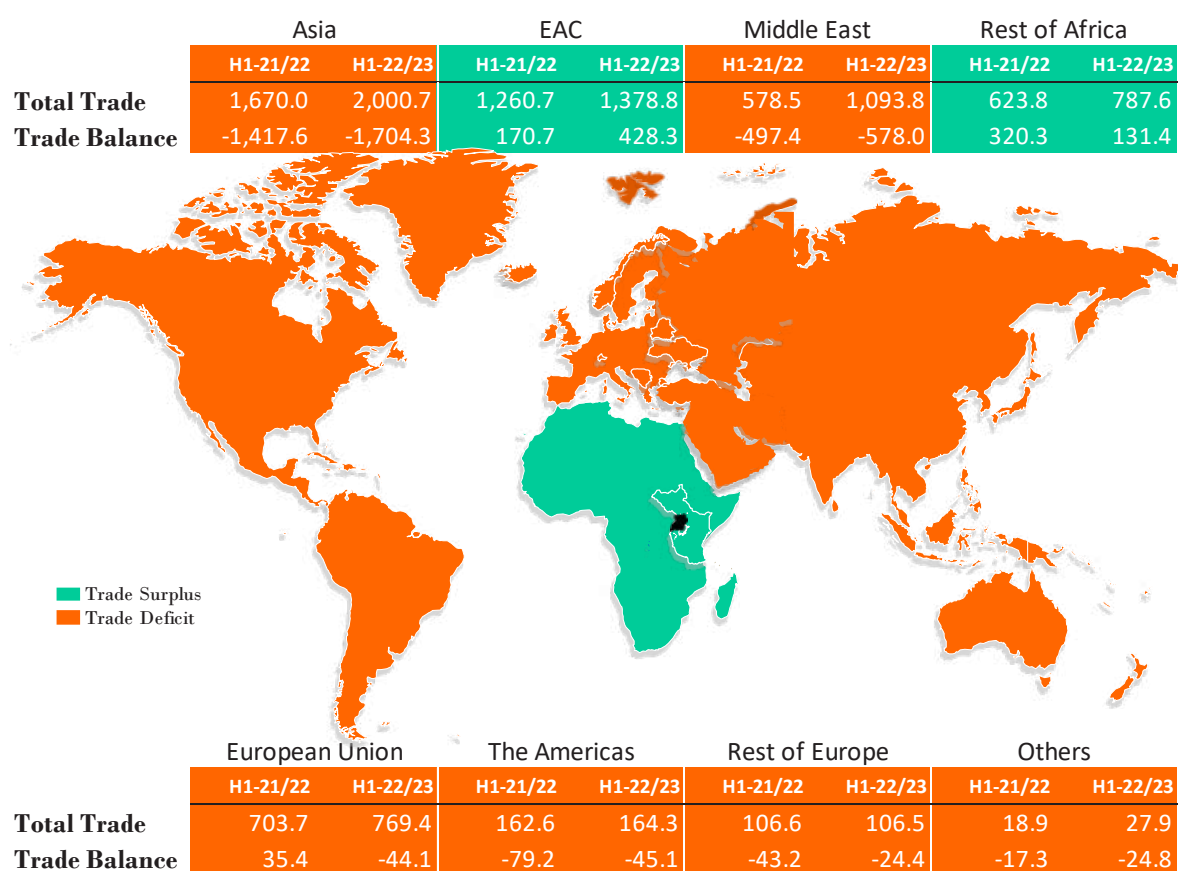 Asia EAC Middle East Rest of Africa
H1-21/22 H1-22/23 H1-21/22 H1-22/23 H1-21/22 H1-22/23 H1-21/22 H1-22/23
Total Trade 1,670.0 2,000.7 1,260.7 1,378.8 578.5 1,093.8 623.8 787.6
Trade Balance -1,417.6 -1,704.3 170.7 428.3 -497.4 -578.0 320.3 131.4
Trade Surplus
Trade Deficit
European Union The Americas Rest of Europe Others
H1-21/22 H1-22/23 H1-21/22 H1-22/23 H1-21/22 H1-22/23 H1-21/22 H1-22/23
Total Trade 703.7 769.4 162.6 164.3 106.6 106.5 18.9 27.9
Trade Balance 35.4 -44.1 -79.2 -45.1 -43.2 -24.4 -17.3 -24.8